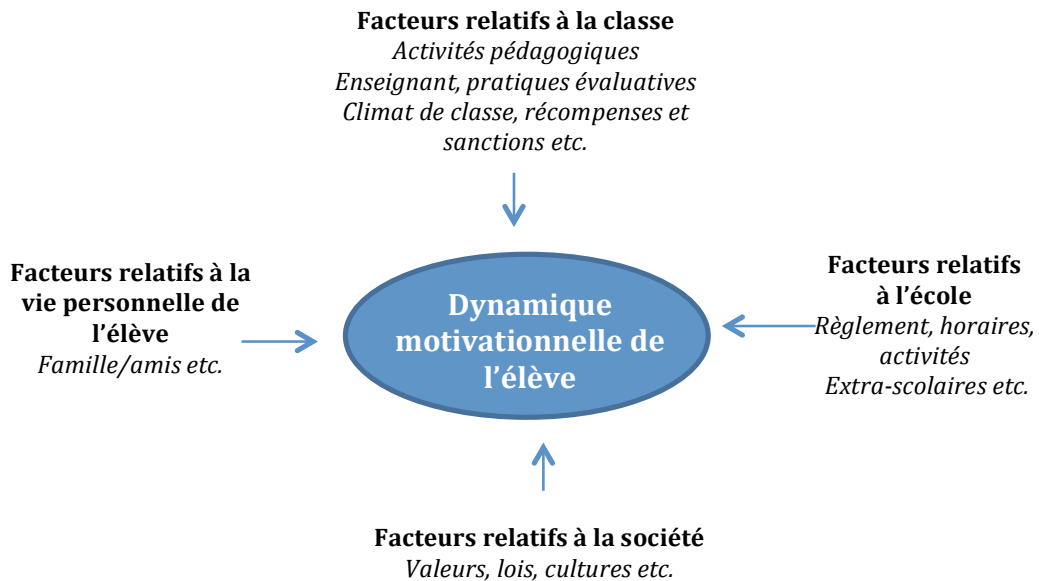 Facteurs relatifs à la classe
Activités pédagogiques
Enseignant, pratiques évaluatives
Climat de classe, récompenses et
sanctions etc.
Facteurs relatifs à la
vie personnelle de
l’élève
Famille/amis etc.
Dynamique
motivationnelle de
l’élève
Facteurs relatifs
à l’école
Règlement, horaires,
activités
Extra-scolaires etc.
Facteurs relatifs à la société
Valeurs, lois, cultures etc.